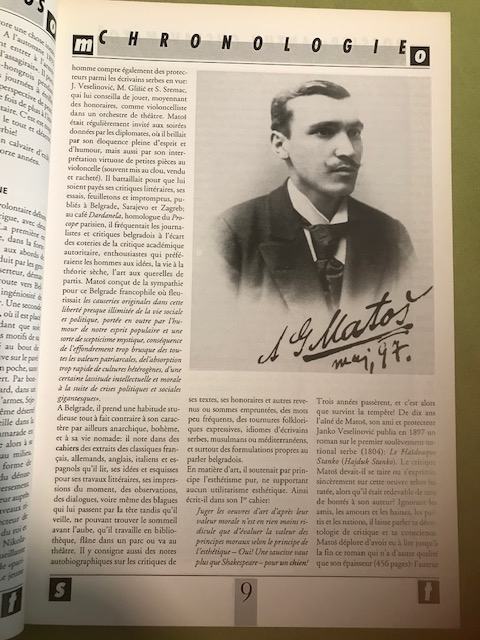 m CHRONOLOGIE o
homme compte également des protec-
teurs parmi les écrivains serbes en vue:
J. Veselinović, M. Glišić et S. Sremac,
qui lui conseilla de jouer, moyennant
des honoraires, comme violoncelliste
dans un orchestre de théâtre. Matoš
était régulièrement invité aux soirées
données par les diplomates, où il brillait
par son éloquence pleine d'esprit et
d'humour, mais aussi par son inter-
prétation virtuose de petites pièces au
violoncelle (souvent mis au clou, vendu
et racheté). Il bataillait pour que lui
soient payés ses critiques littéraires, ses
essais, feuilletons et impromptus, pu-
bliés à Belgrade, Sarajevo et Zagreb;
au café Dardanela, homologue du Pro-
cope parisien, il fréquentait les journa-
listes et critiques belgradois à l'écart
des coteries de la critique académique
autoritaire, enthousiastes qui préfé-
raient les hommes aux idées, la vie à la
théorie sèche, l'art aux querelles de
partis. Matoš conçut de la sympathie
pour ce Belgrade francophile où fleu-
rissait les causeries originales dans cette
liberté presque illimitée de la vie sociale
et politique, portée en outre par l'hu-
mour de notre esprit populaire et une
sorte de scepticisme mystique, conséquence
de l'effondrement trop brusque des tou-
tes les valeurs patriarcales, del'absorption
trop rapide de cultures hétérogènes, d'une
certaine lassitude intellectuelle et morale
à la suite de crises politiques et sociales
gigantesques».
A Belgrade, il prend une habitude stu-
dieuse tout à fait contraire à son carac-
tère par ailleurs anarchique, bohème,
et à sa vie nomade: il note dans des
cahiers des extraits des classiques fran-
çais, allemands, anglais, italiens et es-
pagnols qu'il lit, ses idées et esquisses
pour ses travaux littéraires, ses impres-
sions du moment, des observations,
des dialogues, voire même des blagues
qui lui passent par la tête tandis qu'il
veille, ne pouvant trouver le sommeil
avant l'aube, qu'il travaille en biblio-
thèque, flâne dans un parc ou va au
théâtre. Il y consigne aussi des notes
autobiographiques sur les critiques de
A G Matoš
maj, 97.
ses textes, ses honoraires et autres reve-
nus ou sommes empruntées, des mots
peu fréquents, des tournures folklori-
ques expressives, idiomes d'écrivains
serbes, musulmans ou méditerranéens,
et surtout des formulations propres au
parler belgradois.
En matière d'art, il soutenait par princi-
pe l'esthétisme pur, ne supportant
aucun utilitarisme esthétique. Ainsi
écrit-il dans son 1er cahier:
Juger les oeuvres d'art d'après leur
valeur morale n'est en rien moins ri-
dicule que d'évaluer la valeur des
principes moraux selon le principe de
l'esthétique – Oui! Une saucisse vaut
plus que Shakespeare – pour un chien!
Trois années passèrent, et c'est alors
que survint la tempête! De dix ans
l'aîné de Matoš, son ami et protecteur
Janko Veselinović publia en 1897 un
roman sur le premier soulèvement na-
tional serbe (1804): Le Haïdouque
Stanko (Hajduk Stanko). Le critique
Matoš devait-il se taire ou s'exprimer
sincèrement sur cette oeuvre selon
alors qu'il était redevable de tant
de bontés à son auteur? Ignorant les
amis, les amours et les haines, les par-
tis et les nations, il laisse parler sa déon-
tologie de critique et sa conscience.
Matoš déplore d'avoir eu à lire jusqu'à
la fin ce roman qui n'a d'autre qualité
que son épaisseur (456 pages): l'auteur
s 9 f